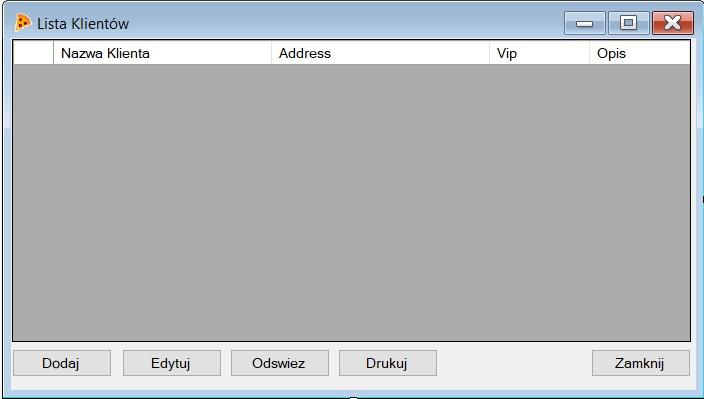 Lista Klientów
Nazwa Klienta Address Vip Opis
Dodaj Edytuj Odswiez Drukuj Zamknij